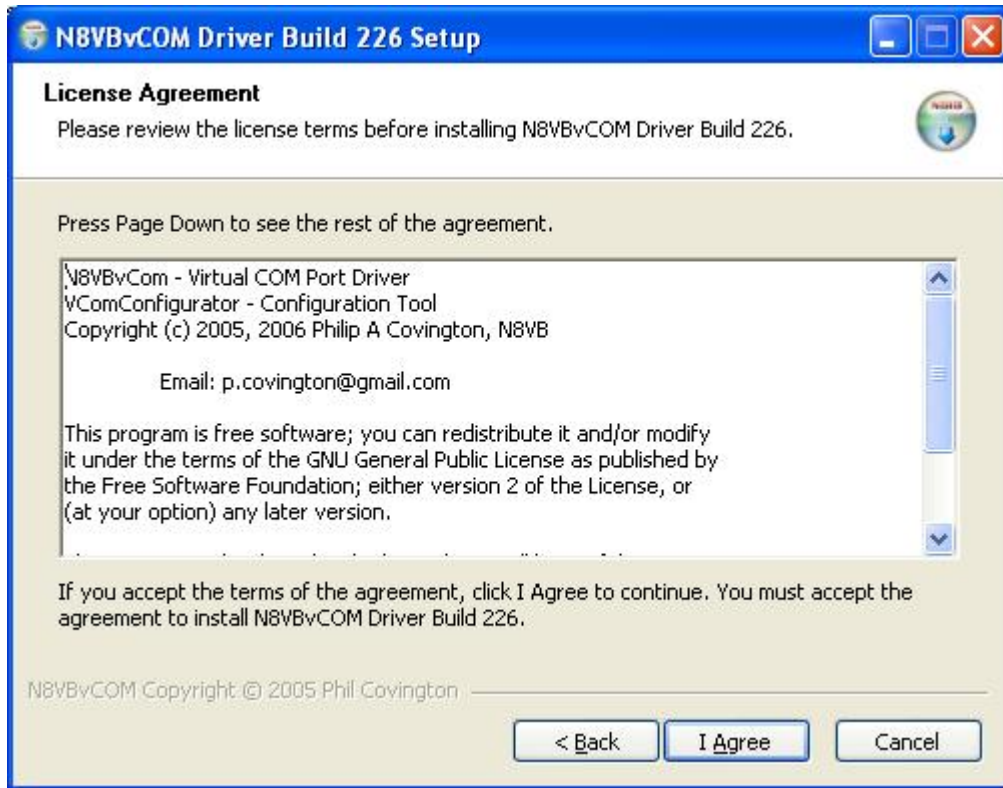 N8VBvCOM Driver Build 226 Setup
License Agreement
Please review the license terms before installing N8VBvCOM Driver Build 226.
Press Page Down to see the rest of the agreement.
N8VBvCom - Virtual COM Port Driver
VComConfigurator - Configuration Tool
Copyright (c) 2005, 2006 Philip A Covington, N8VB
Email: p.covington@gmail.com
This program is free software; you can redistribute it and/or modify
it under the terms of the GNU General Public License as published by
the Free Software Foundation; either version 2 of the License, or
(at your option) any later version.
If you accept the terms of the agreement, click I Agree to continue. You must accept the
agreement to install N8VBvCOM Driver Build 226.
N8VBvCOM Copyright © 2005 Phil Covington
< Back
I Agree
Cancel